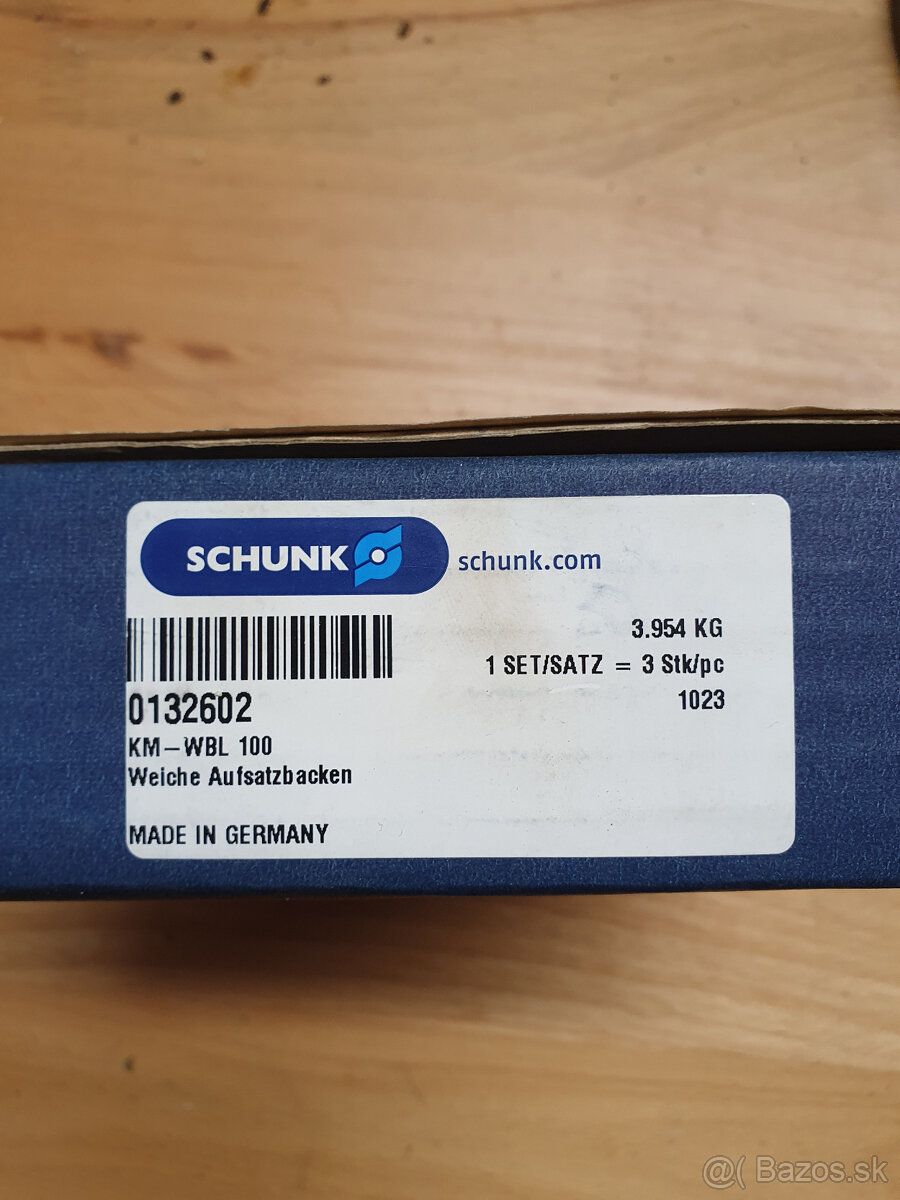 SCHUNK
schunk.com
3.954 KG
1 SET/SATZ = 3 Stk/pc
1023
0132602
KM-WBL 100
Weiche Aufsatzbacken
MADE IN GERMANY
@( Bazos.sk